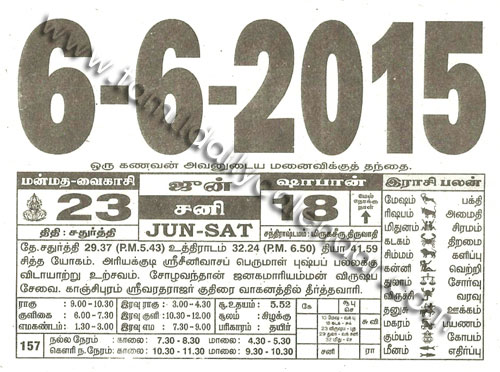 6-6-2015
www.tamildailycalendar.com
ஒரு கணவன் அவனுடைய மனைவிக்குத் தந்தை.
மன்மத-வைகாசி ஜுன் ஷாபான் மேல் நோக்கு நாள் இராசி பலன்
23 சனி 18
திதி: சதுர்த்தி JUN-SAT சந்திராஷ்டமம்: மிருகசீருஷம், திருவாதிரை
மேஷம் பக்தி
ரிஷபம் அமைதி
மிதுனம் சிரமம்
கடகம் திறமை
சிம்மம் களிப்பு
கன்னி வெற்றி
துலாம் சேர்வு
விருச்சி வரவு
தனுசு ஊக்கம்
மகரம் பயணம்
கும்பம் கோபம்
மீனம் எதிர்ப்பு
தே.சதுர்த்தி 29.37 (P.M.5.43) உத்திராடம் 32.24 (P.M. 6.50) தியா 41.59
சித்த யோகம். அரியக்குடி ஸ்ரீசீனிவாச பெருமாள் புஷ்பப் பல்லக்கு
விடாயாற்று உற்சவம். சோழவந்தான் ஜனகமாரியம்மன் விருஷப
சேவை. காஞ்சிபுரம் ஸ்ரீவரதராஜர் குதிரை வாகனத்தில் தீர்த்தவாரி.
ராகு 9.00-10.30 இரவு ராகு : 3.00-4.30 சூ.உதயம் : 5.52
குளிகை : 6.00-7.30 இரவு குளி : 10.30-12.00 சூலம் : கிழக்கு
எமகண்டம்: 1.30-3.00 இரவு எம : 7.30-9.00 பரிகாரம் : தயிர்
157 நல்ல நேரம் : காலை: 7.30 - 8.30 மாலை: 4.30 - 5.30
கெளரி ந.நேரம்: காலை: 10.30 - 11.30 மாலை: 9.30 - 10.30
கே சூ பு செ
சுவி
சனி ரா